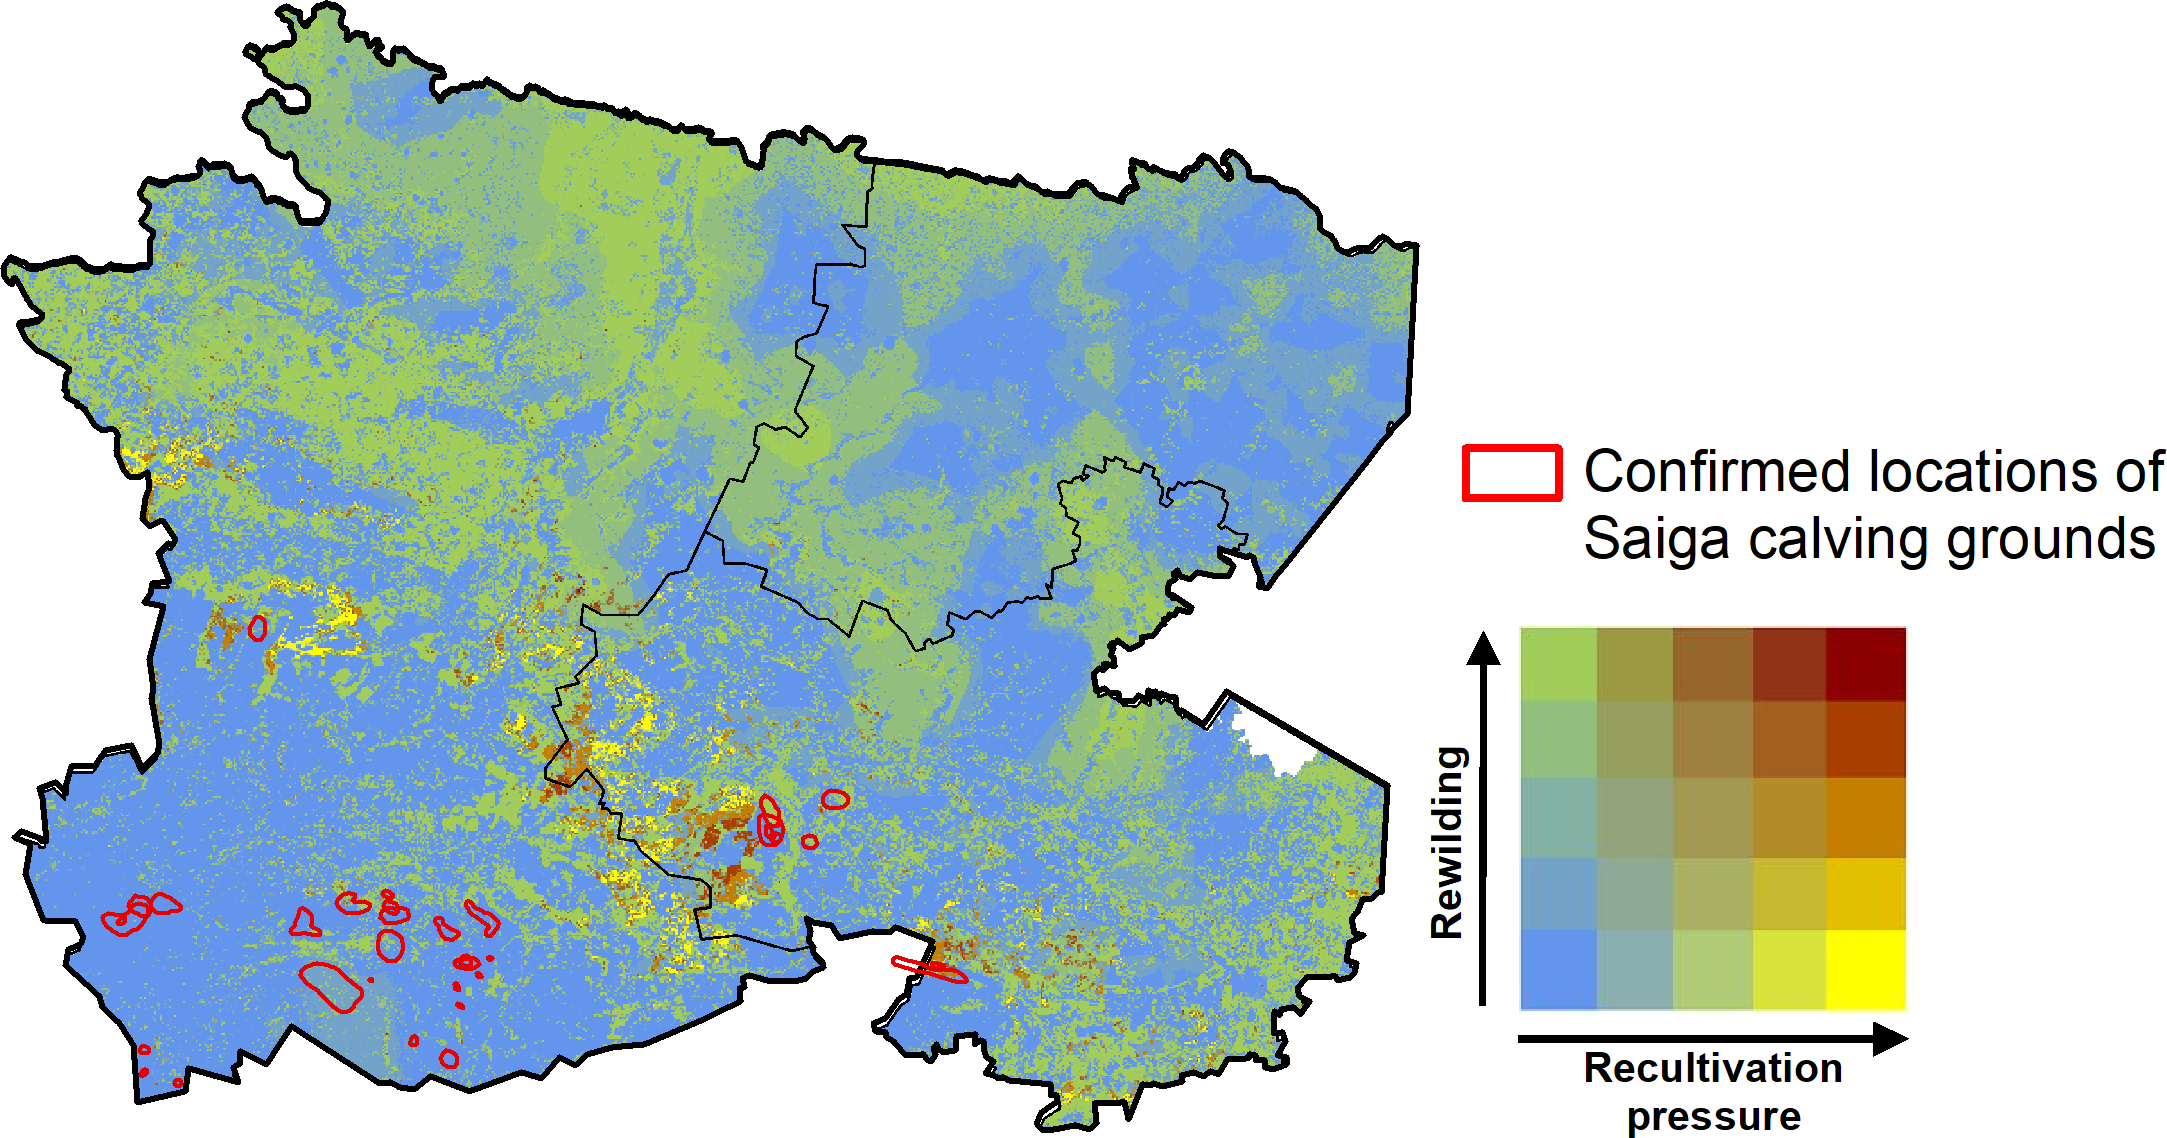 Confirmed locations of
Saiga calving grounds
Rewilding
Recultivation
pressure